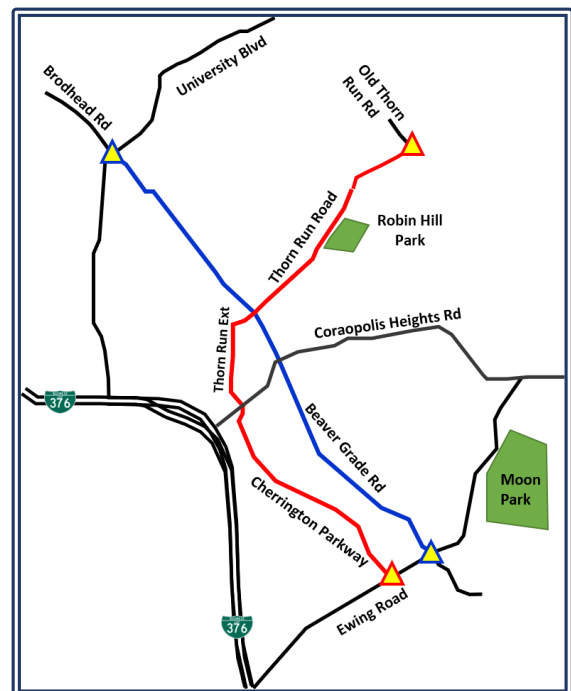 University Blvd
Brodhead Rd
Old Thorn
Run Rd
Thorn Run Road
Robin Hill
Park
Coraopolis Heights Rd
Thorn Run Ext
376
Beaver Grade Rd
Moon
Park
Cherrington Parkway
Ewing Road
376